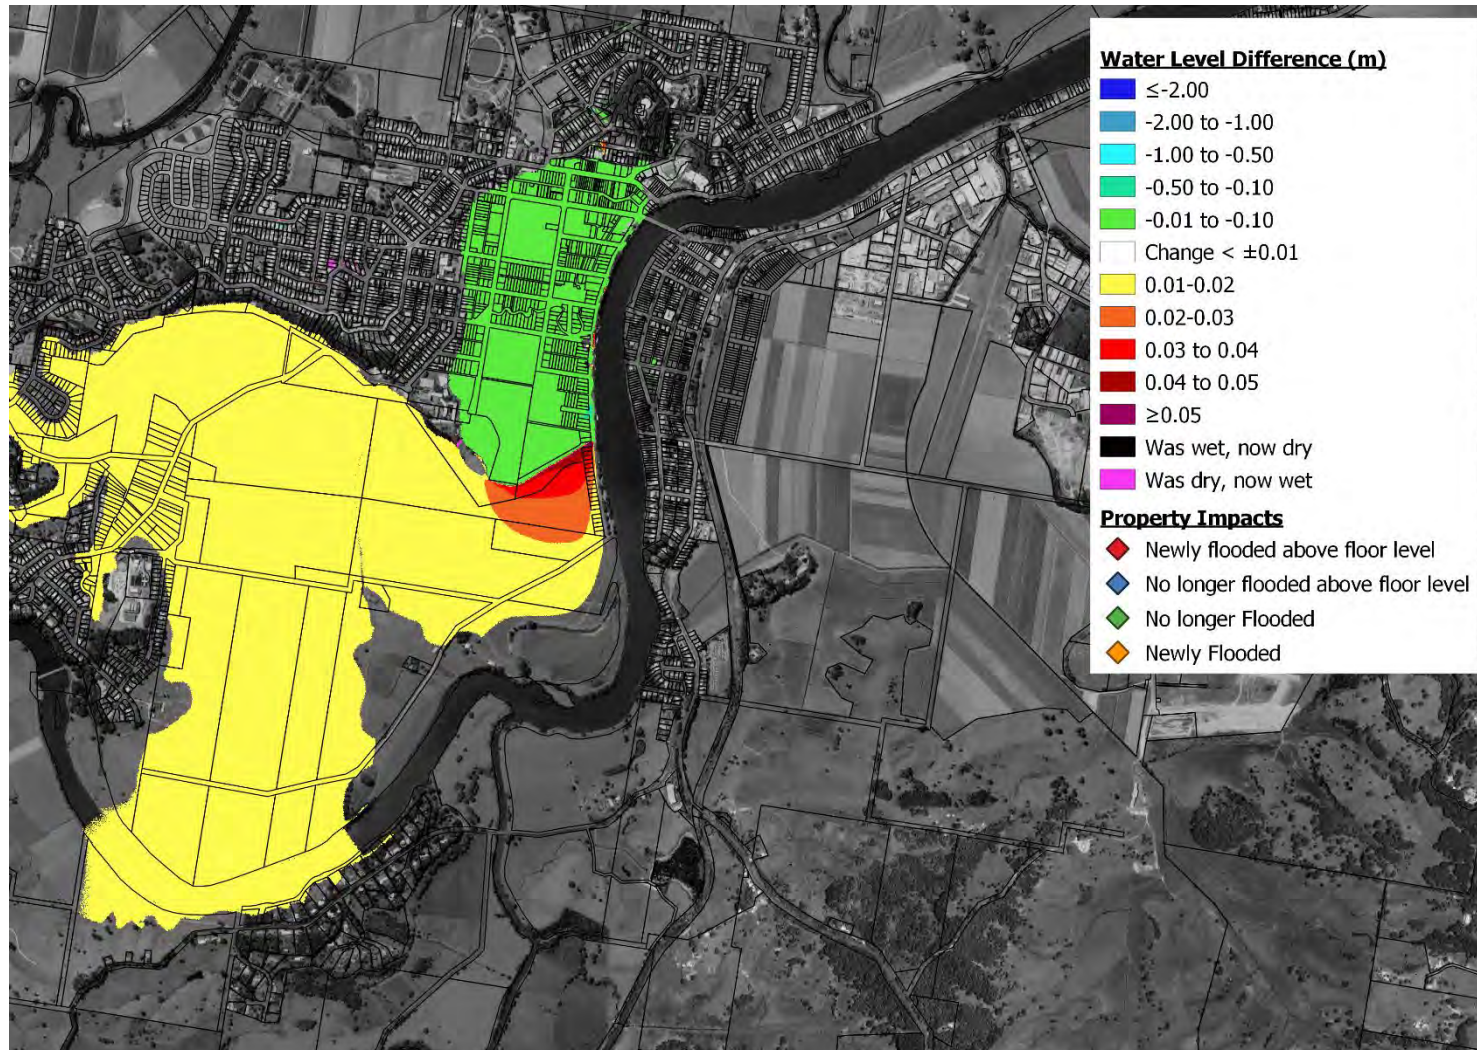 Water Level Difference (m)
≤-2.00
-2.00 to -1.00
-1.00 to -0.50
-0.50 to -0.10
-0.01 to -0.10
Change < ±0.01
0.01-0.02
0.02-0.03
0.03 to 0.04
0.04 to 0.05
≥0.05
Was wet, now dry
Was dry, now wet
Property Impacts
Newly flooded above floor level
No longer flooded above floor level
No longer Flooded
Newly Flooded